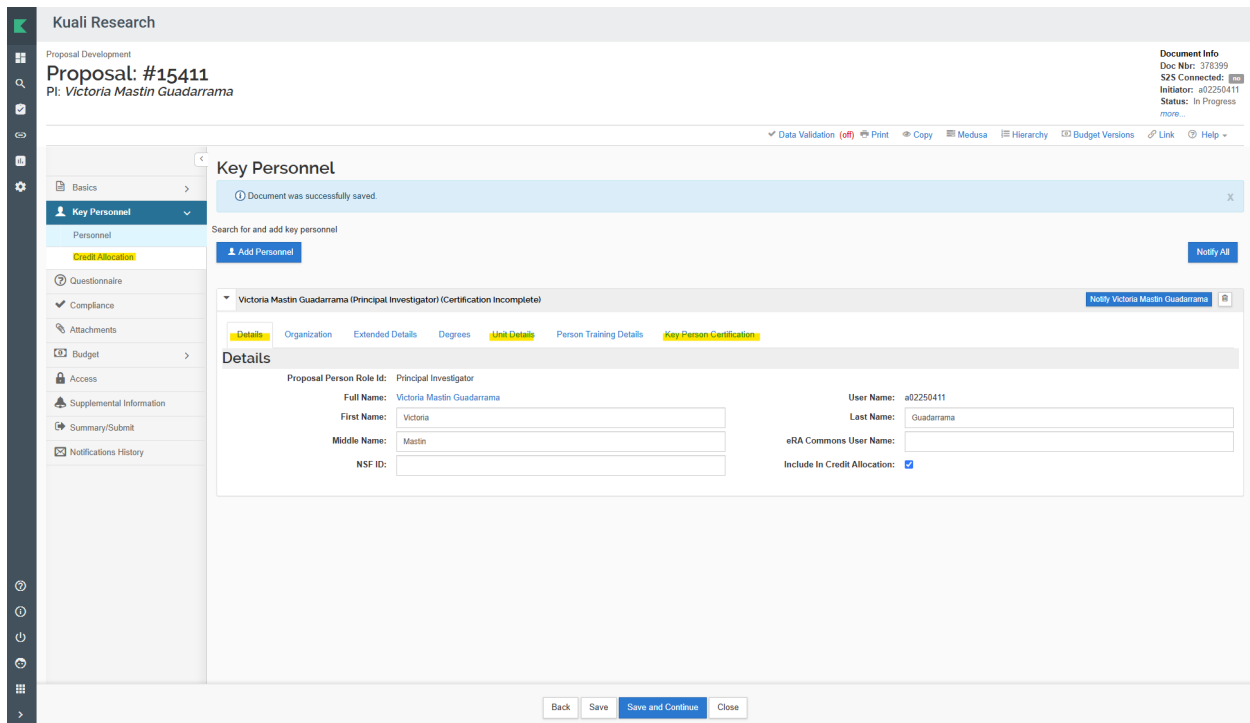 Kuali Research
Proposal Development
Proposal: #15411
PI: Victoria Mastin Guadarrama
Document Info
Doc Nbr: 378399
S2S Connected: no
Initiator: a02250411
Status: In Progress
more...
Data Validation (off) Print Copy Medusa Hierarchy Budget Versions Link Help
Basics
Key Personnel
Personnel
Credit Allocation
Questionnaire
Compliance
Attachments
Budget
Access
Supplemental Information
Summary/Submit
Notifications History
Key Personnel
Document was successfully saved.
X
Search for and add key personnel
Add Personnel
Notify All
Victoria Mastin Guadarrama (Principal Investigator) (Certification Incomplete)
Notify Victoria Mastin Guadarrama
Details Organization Extended Details Degrees Unit Details Person Training Details Key Person Certification
Details
Proposal Person Role Id: Principal Investigator
Full Name: Victoria Mastin Guadarrama User Name: a02250411
First Name: Victoria Last Name: Guadarrama
Middle Name: Mastin eRA Commons User Name:
NSF ID: Include In Credit Allocation:
Back Save Save and Continue Close